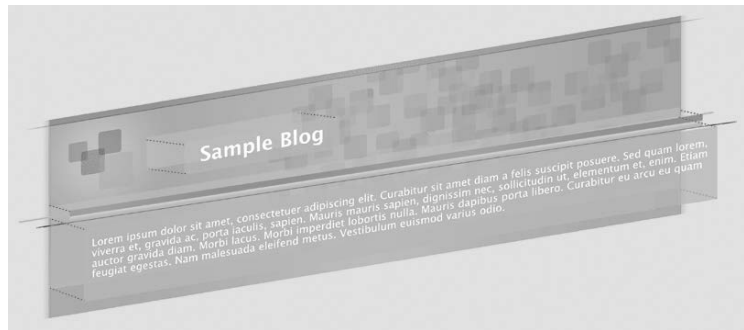 Sample Blog
Lorem ipsum dolor sit amet, consectetuer adipiscing elit. Curabitur sit amet diam a felis suscipit posuere. Sed quam lorem,
viverra et, gravida ac, porta iaculis, sapien. Mauris mauris sapien, dignissim nec, sollicitudin ut, elementum et, enim. Etiam
auctor gravida diam. Morbi lacus. Morbi imperdiet lobortis nulla. Mauris dapibus porta libero. Curabitur eu arcu eu quam
feugiat egestas. Nam malesuada eleifend metus. Vestibulum euismod varius odio.